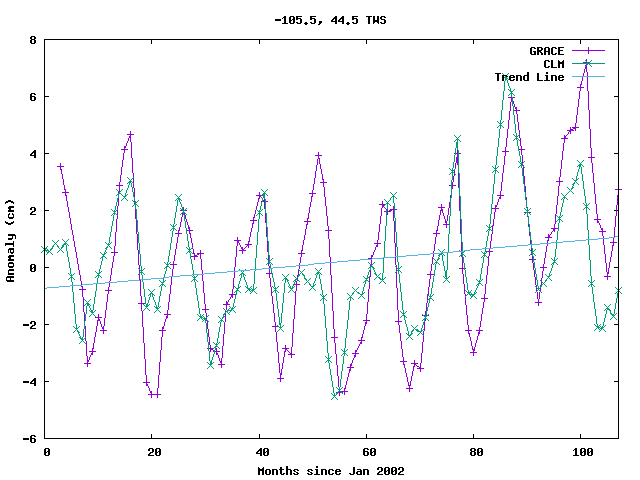 -105.5, 44.5 TWS
8
6
4
2
0
-2
-4
-6
Anomaly (cm)
GRACE
CLM
Trend Line
0 20 40 60 80 100
Months since Jan 2002